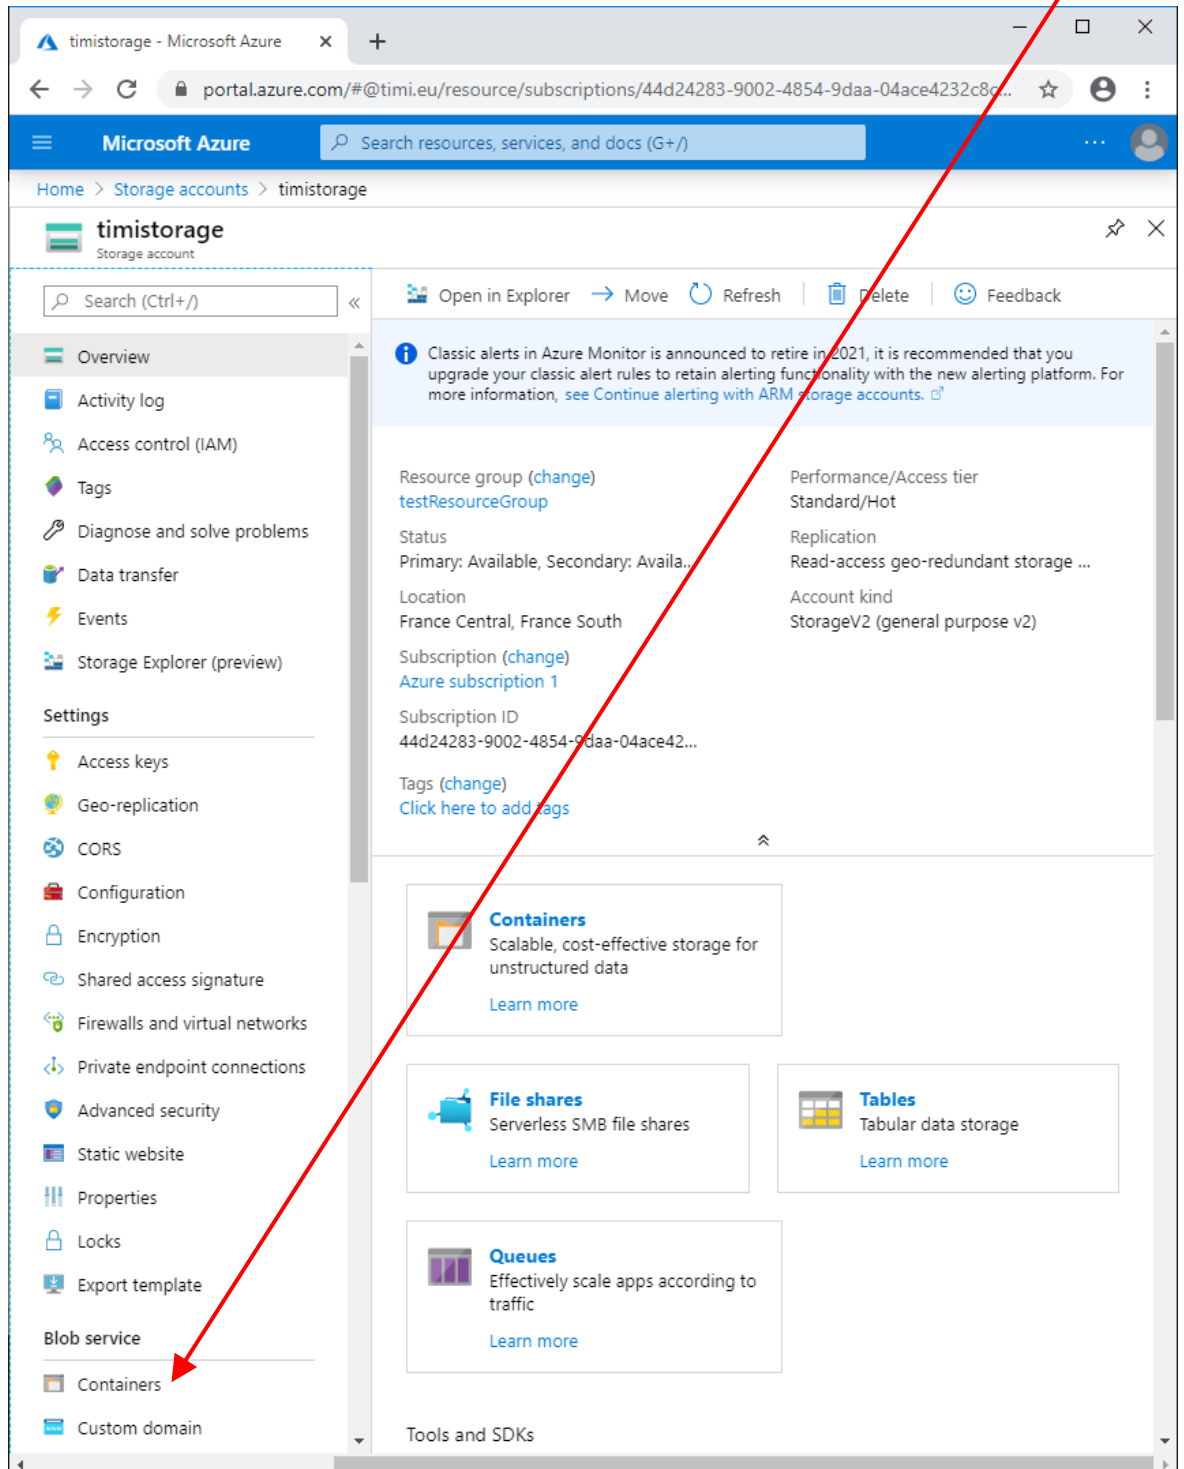 timistorage - Microsoft Azure
portal.azure.com/#@timi.eu/resource/subscriptions/44d24283-9002-4854-9daa-04ace4232c8c...
Microsoft Azure
Search resources, services, and docs (G+/)
Home > Storage accounts > timistorage
timistorage
Storage account
Search (Ctrl+/)
Overview
Activity log
Access control (IAM)
Tags
Diagnose and solve problems
Data transfer
Events
Storage Explorer (preview)
Settings
Access keys
Geo-replication
CORS
Configuration
Encryption
Shared access signature
Firewalls and virtual networks
Private endpoint connections
Advanced security
Static website
Properties
Locks
Export template
Blob service
Containers
Custom domain
Open in Explorer Move Refresh Delete Feedback
Classic alerts in Azure Monitor is announced to retire in 2021, it is recommended that you
upgrade your classic alert rules to retain alerting functionality with the new alerting platform. For
more information, see Continue alerting with ARM storage accounts.
Resource group (change)
testResourceGroup
Status
Primary: Available, Secondary: Availa...
Location
France Central, France South
Subscription (change)
Azure subscription 1
Subscription ID
44d24283-9002-4854-9daa-04ace42...
Tags (change)
Click here to add tags
Performance/Access tier
Standard/Hot
Replication
Read-access geo-redundant storage ...
Account kind
StorageV2 (general purpose v2)
Containers
Scalable, cost-effective storage for
unstructured data
Learn more
File shares
Serverless SMB file shares
Learn more
Tables
Tabular data storage
Learn more
Queues
Effectively scale apps according to
traffic
Learn more
Tools and SDKs